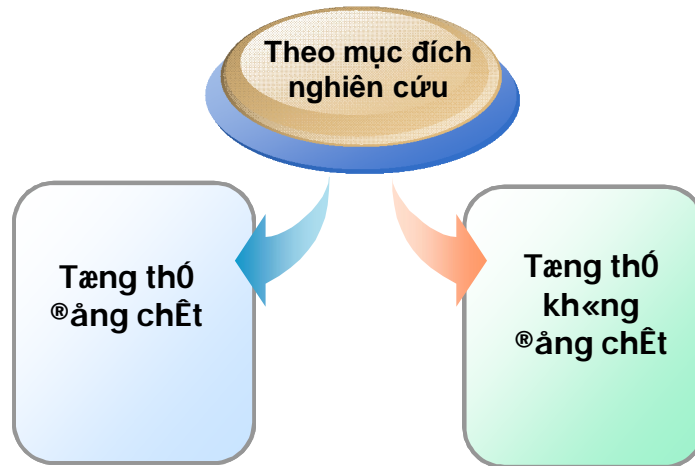 Theo mục đích
nghiên cứu
Tæng thÓ
®ång chÊt
Tæng thÓ
kh«ng
®ång chÊt